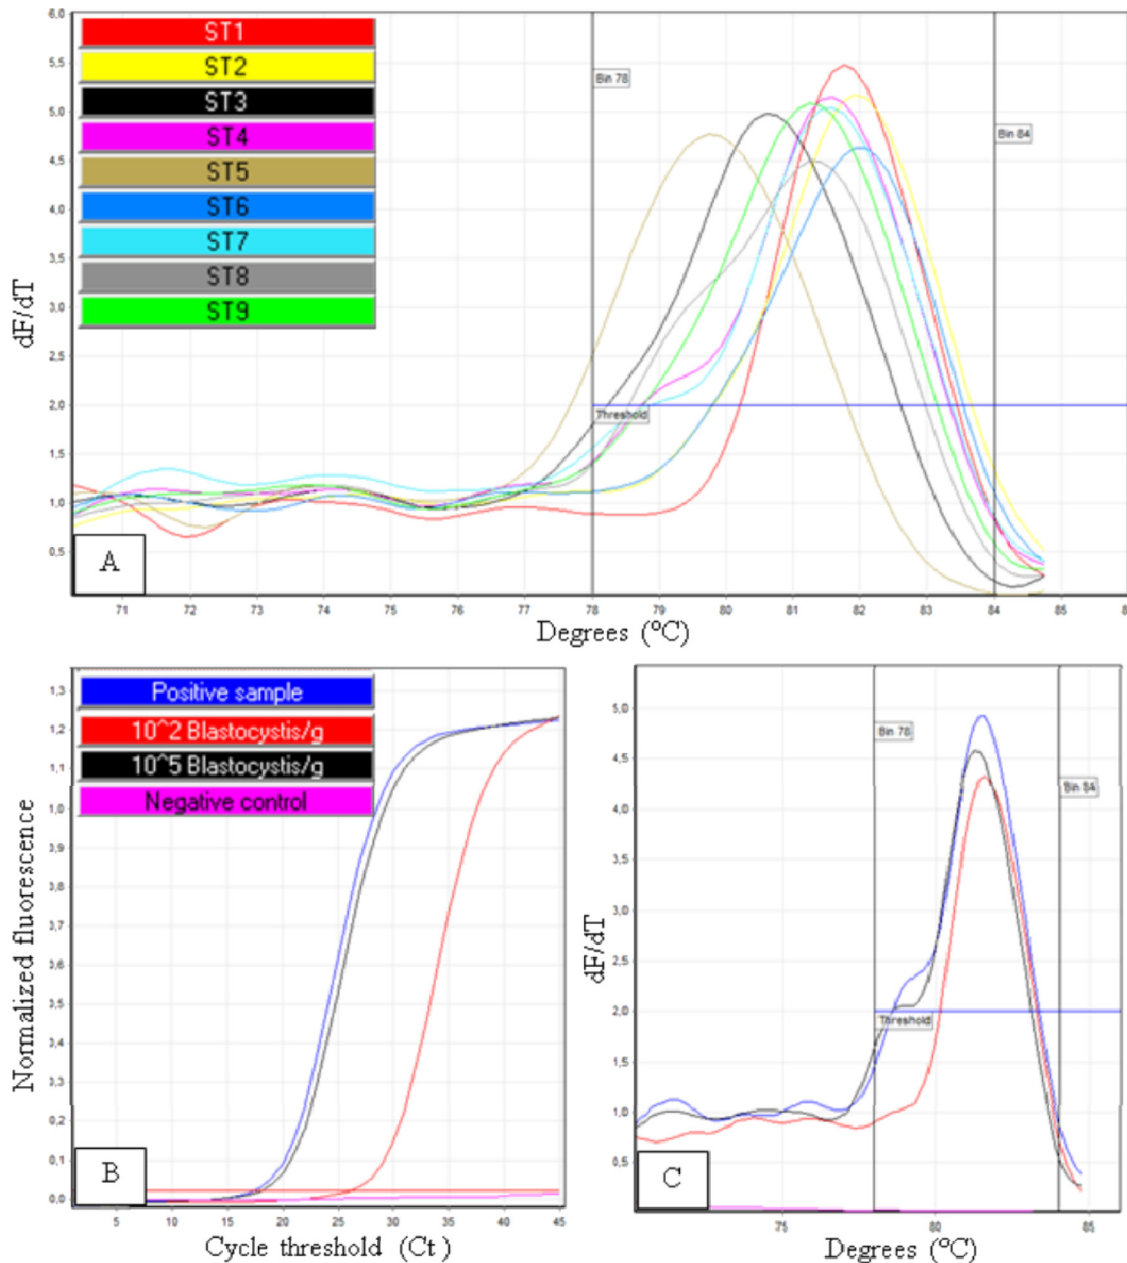 6,0
ST1
ST2
5,5
Bin 78
ST3
5,0
Bin 84
ST4
4,5
ST5
4,0
ST6
3,5
ST7
ST8
3,0
ST9
dF/dT
2,5
2,0
Threshold
1,5
1,0
0,5
A
71 72 73 74 75 76 77 78 79 80 81 82 83 84 85
Degrees (ºC)
1,3
Positive sample
1,2
10^2 Blastocystis/g
1,1
10^5 Blastocystis/g
1,0
Negative control
0,9
0,8
0,7
0,6
0,5
0,4
0,3
0,2
0,1
0,0
Normalized fluorescence
B
5 10 15 20 25 30 35 40 45
Cycle threshold (Ct)
5,0
Bin 78
4,5
Bin 84
4,0
3,5
3,0
2,5
2,0
Threshold
1,5
1,0
0,5
dF/dT
C
75 80 85
Degrees (ºC)